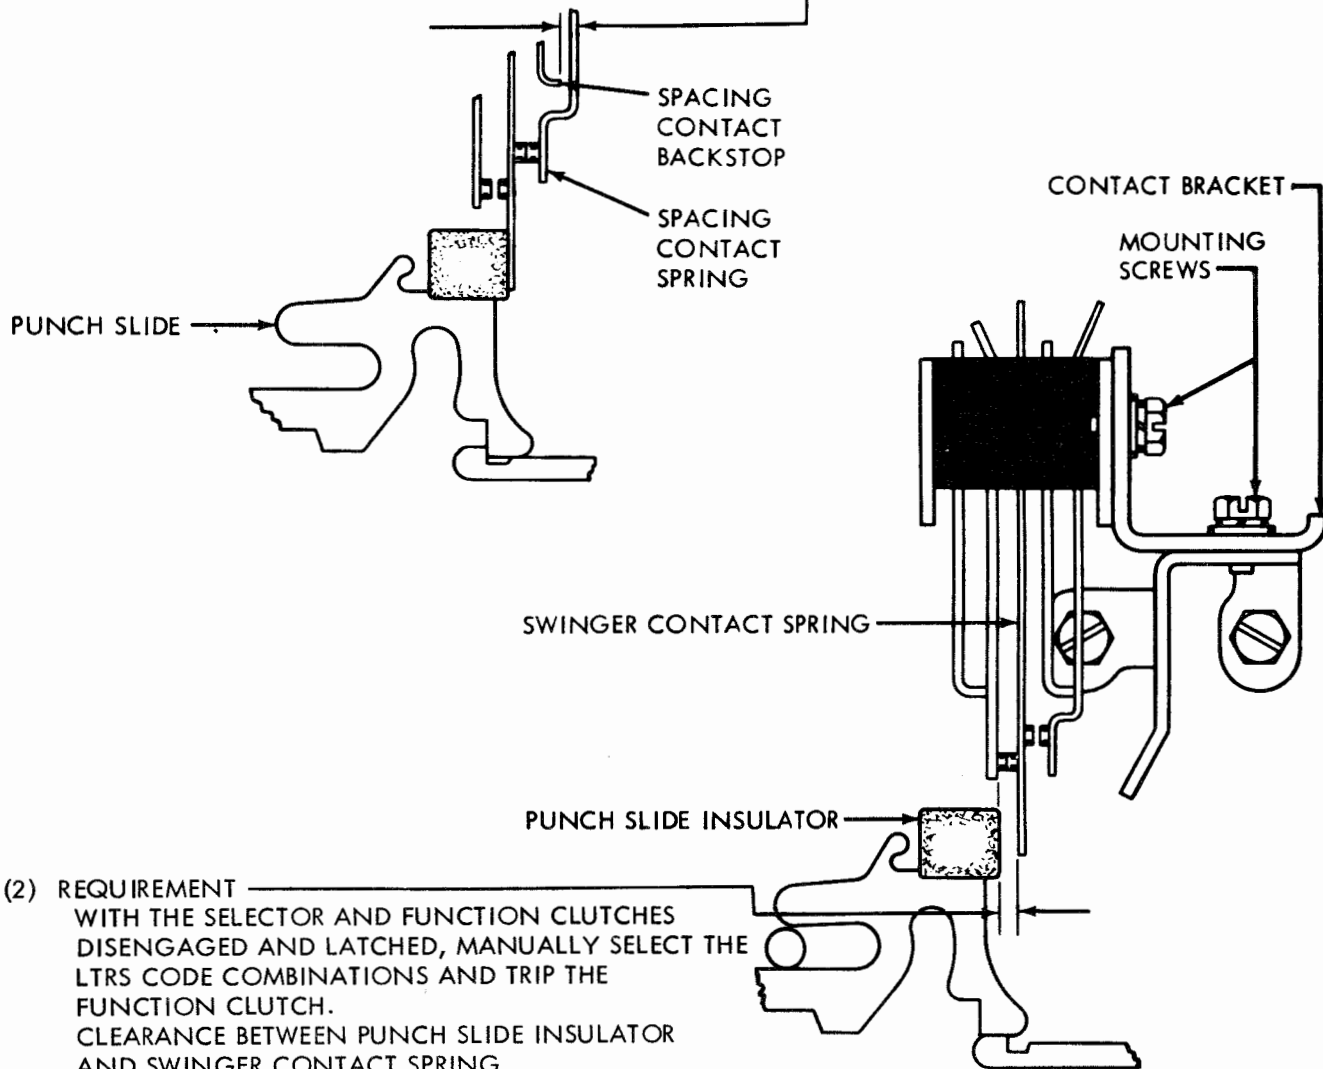 SPACING
CONTACT
BACKSTOP
SPACING
CONTACT
SPRING
CONTACT BRACKET
MOUNTING
SCREWS
PUNCH SLIDE
SWINGER CONTACT SPRING
PUNCH SLIDE INSULATOR
(2) REQUIREMENT
WITH THE SELECTOR AND FUNCTION CLUTCHES
DISENGAGED AND LATCHED, MANUALLY SELECT THE
LTRS CODE COMBINATIONS AND TRIP THE
FUNCTION CLUTCH.
CLEARANCE BETWEEN PUNCH SLIDE INSULATOR
AND SWINGER CONTACT SPRING